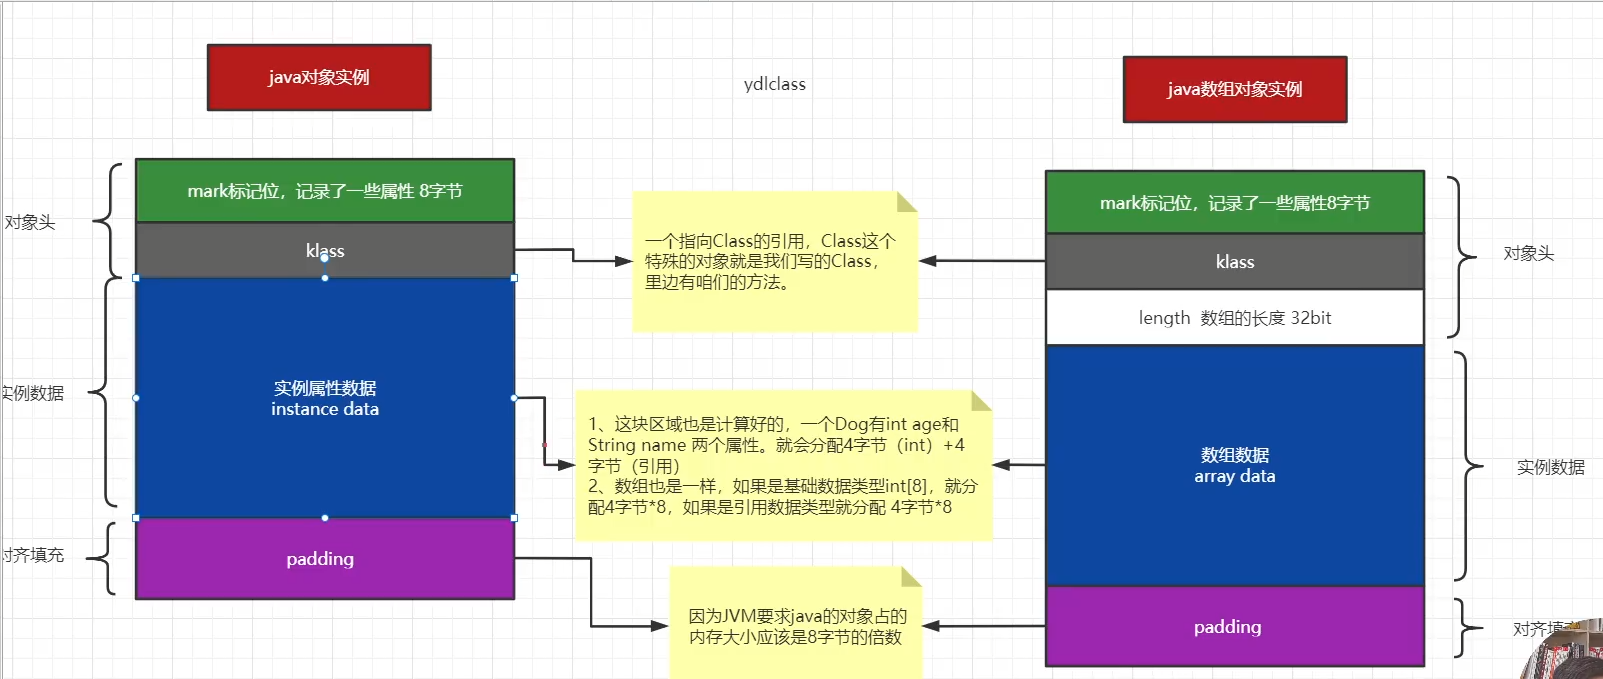 java对象实例
ydlclass
java数组对象实例
对象头
mark标记位，记录了一些属性 8字节
klass
实例数据
实例属性数据
instance data
对齐填充
padding
一个指向Class的引用，Class这个
特殊的对象就是我们写的Class，
里边有咱们的方法。
1、这块区域也是计算好的，一个Dog有int age和
String name 两个属性。就会分配4字节（int）+4
字节（引用）
2、数组也是一样，如果是基础数据类型int[8]，就分
配4字节*8，如果是引用数据类型就分配 4字节*8
因为JVM要求java的对象占的
内存大小应该是8字节的倍数
mark标记位，记录了一些属性8字节
klass
length 数组的长度 32bit
对象头
数组数据
array data
实例数据
padding
对齐填充